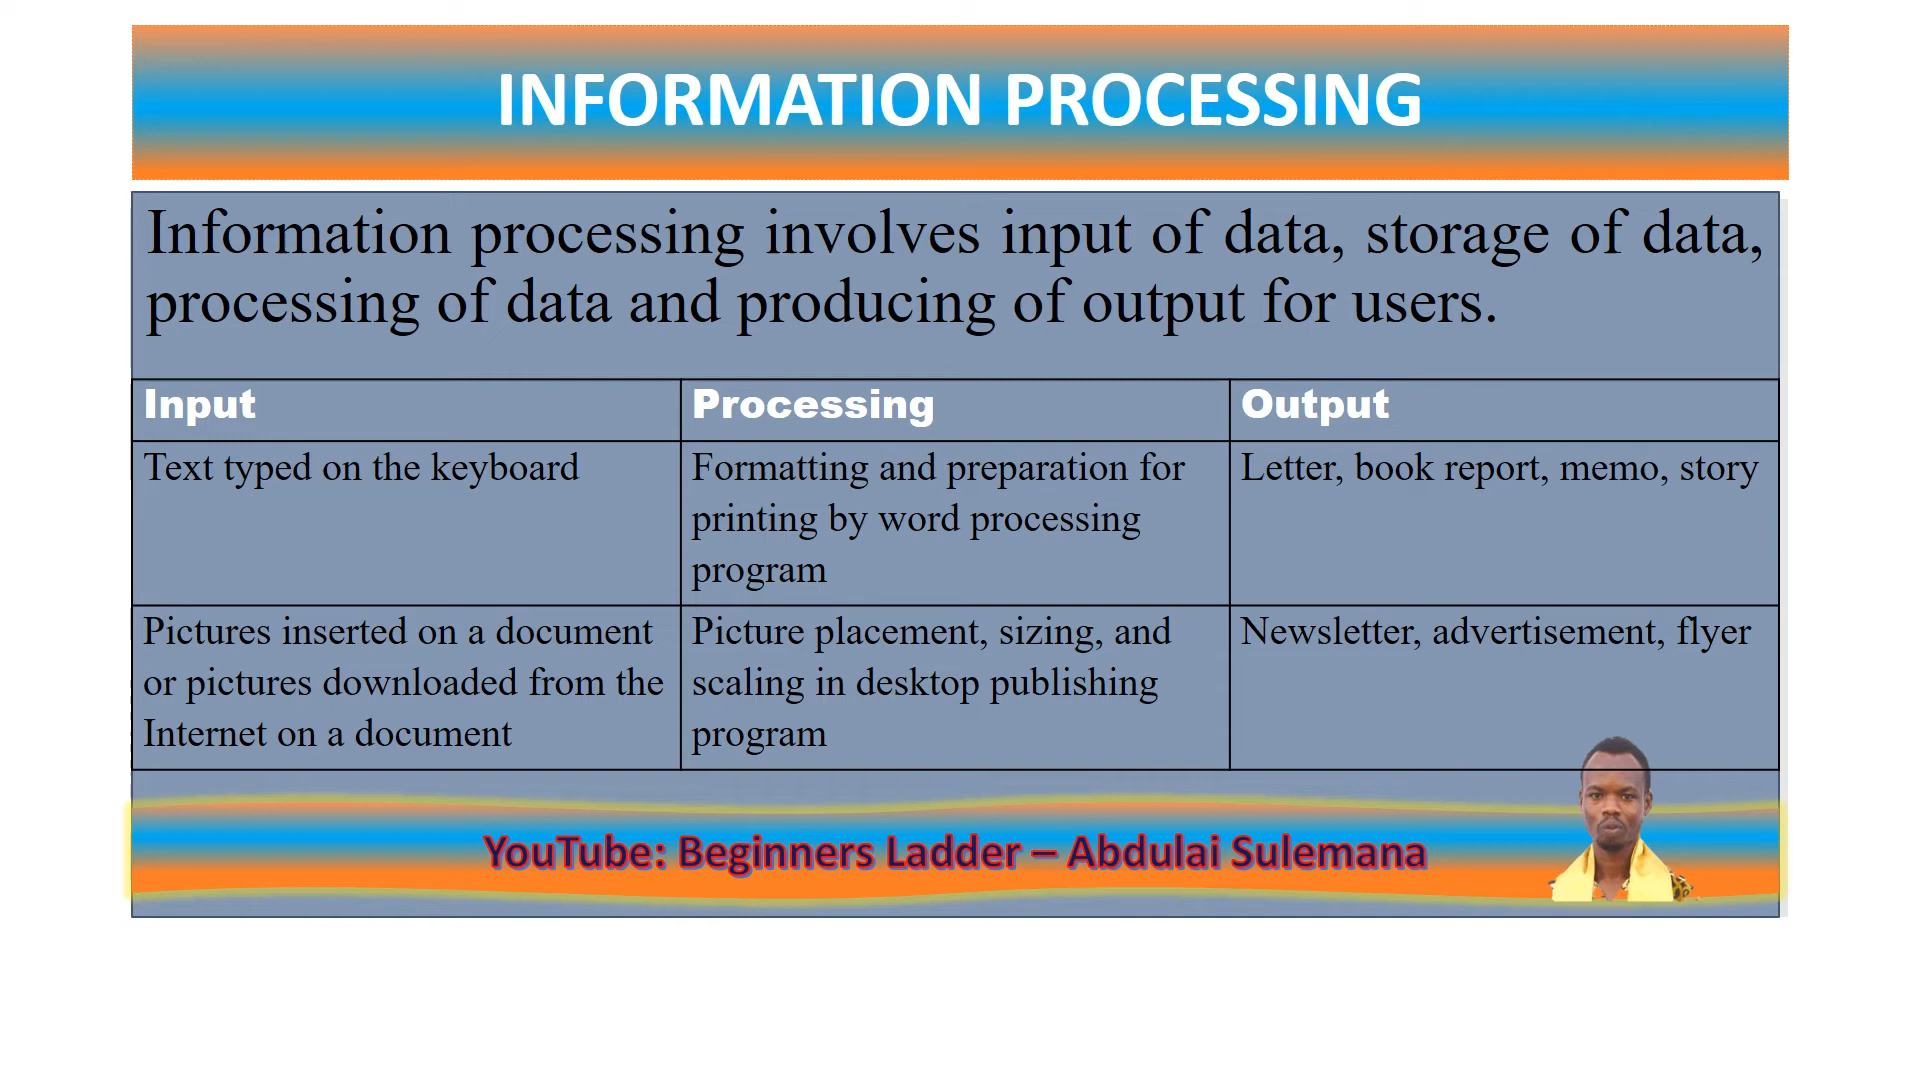 INFORMATION PROCESSING
Information processing involves input of data, storage of data,
processing of data and producing of output for users.
Input
Processing
Output
Text typed on the keyboard
Formatting and preparation for
printing by word processing
program
Letter, book report, memo, story
Pictures inserted on a document
or pictures downloaded from the
Internet on a document
Picture placement, sizing, and
scaling in desktop publishing
program
Newsletter, advertisement, flyer
YouTube: Beginners Ladder – Abdulai Sulemana